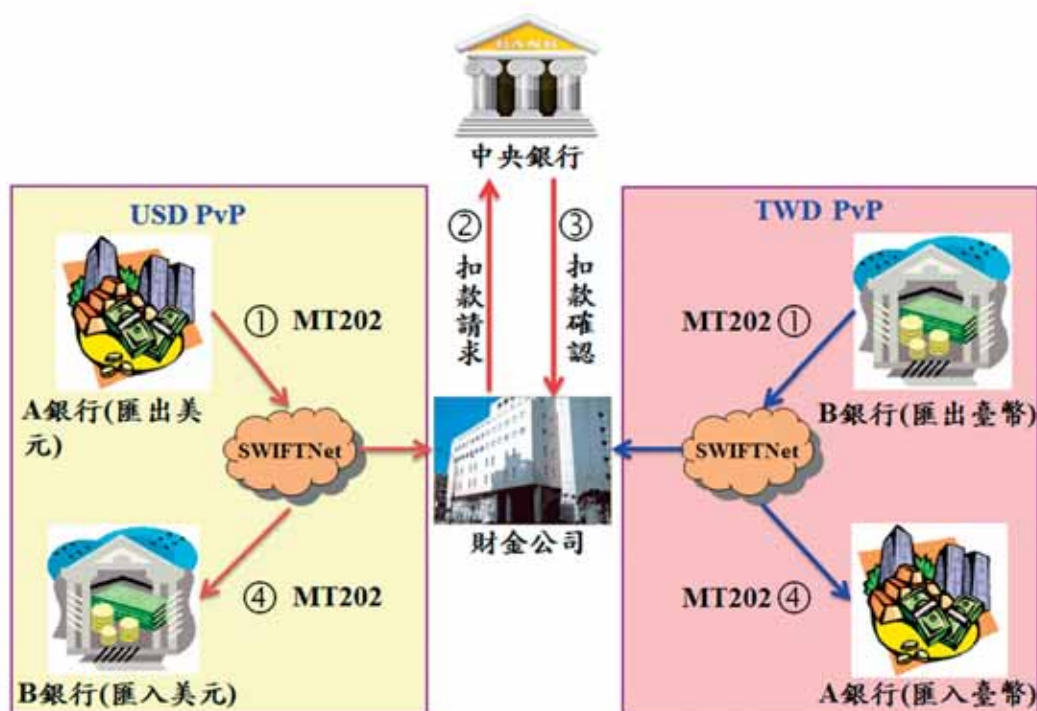 BANK
中央銀行
USD PvP
① MT202
A銀行(匯出美
元)
SWIFTNet
④ MT202
B銀行(匯入美元)
②
扣款請求
③
扣款確認
財金公司
TWD PvP
MT202 ①
B銀行(匯出臺幣)
SWIFTNet
MT202 ④
A銀行(匯入臺幣)